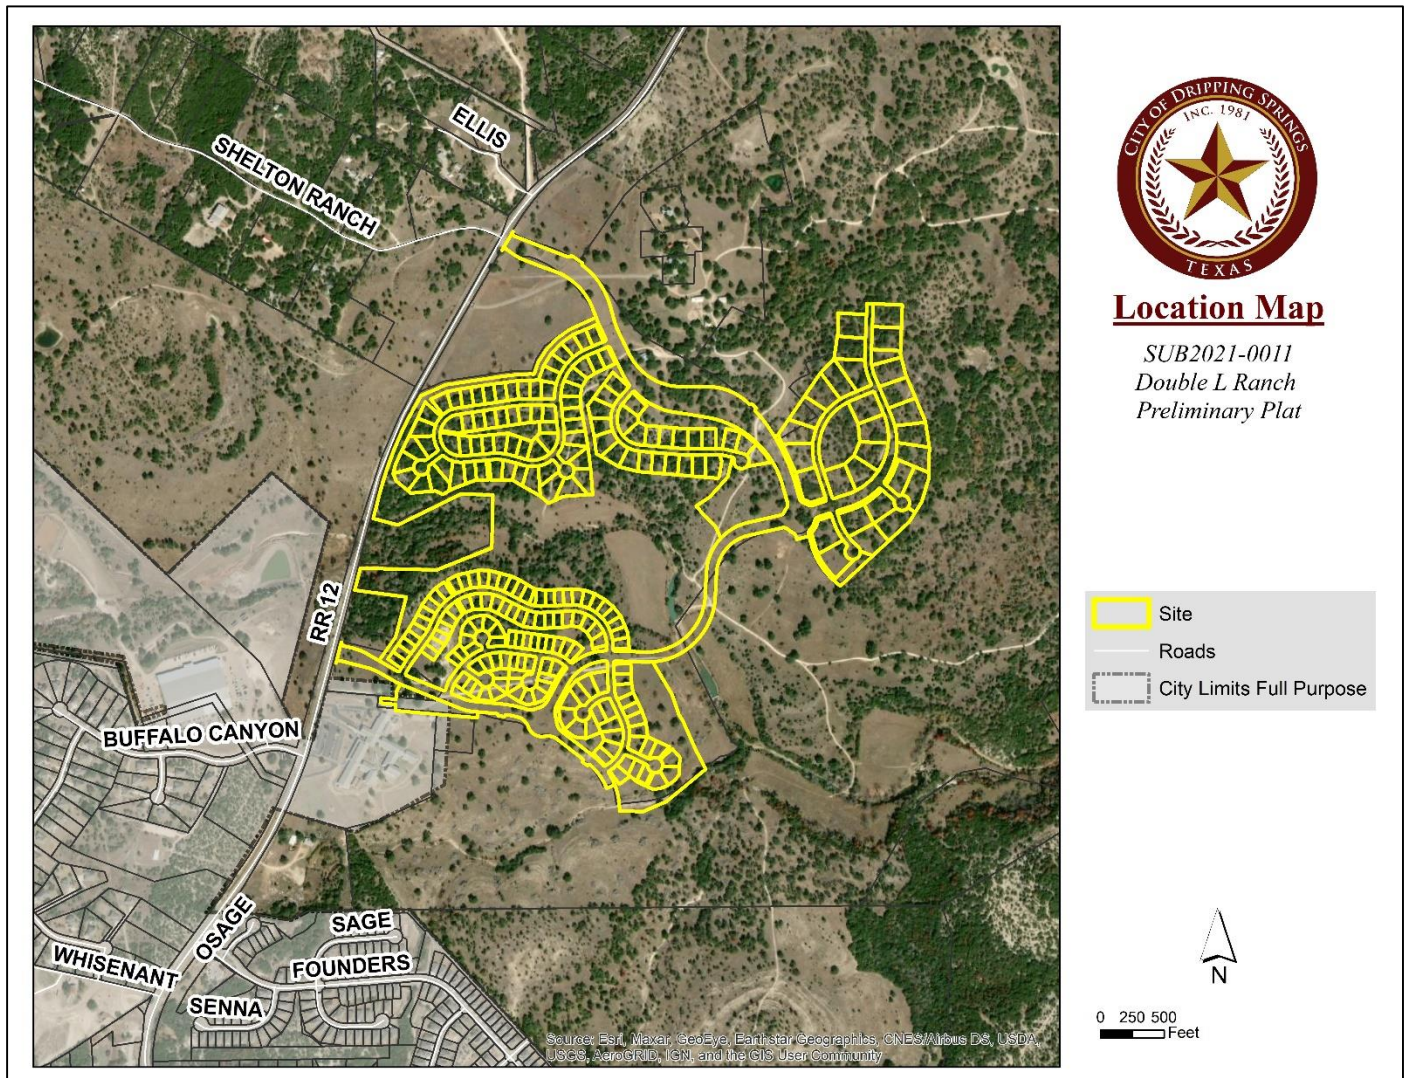 ELLIS
SHELTON RANCH
RR 12
BUFFALO CANYON
OSAGE
SAGE
WHISENANT
FOUNDERS
SENNA
Source: Esri, Maxar, GeoEye, Earthstar Geographics, CNES/Airbus DS, USDA,
USGS, AeroGRID, IGN, and the GIS User Community
CITY OF DRIPPING SPRINGS
INC. 1981
TEXAS
Location Map
SUB2021-0011
Double L Ranch
Preliminary Plat
Site
Roads
City Limits Full Purpose
N
0 250 500
Feet